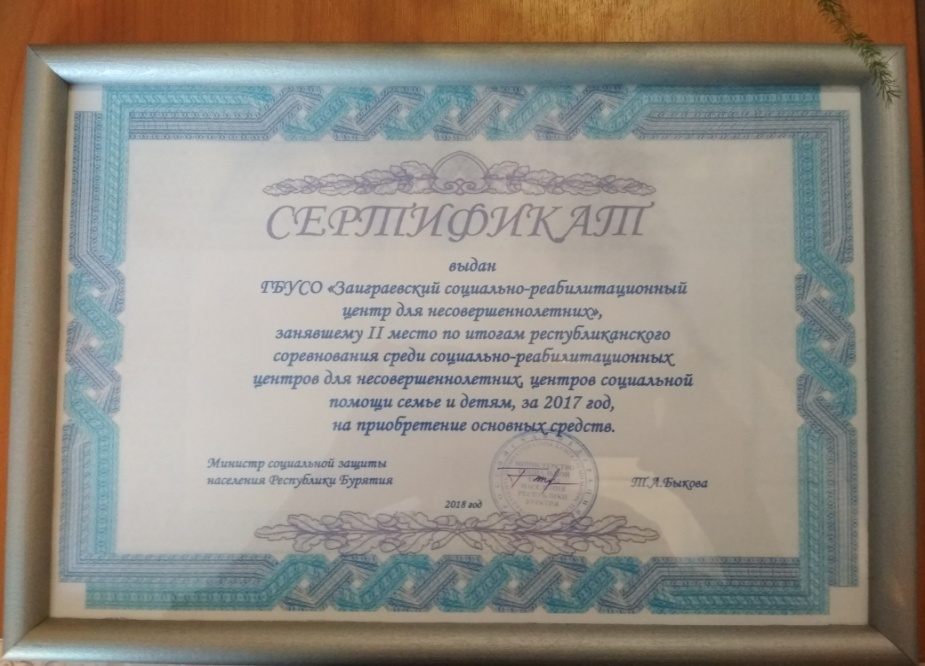 СЕРТИФИКАТ
выдан
ГБУСО «Заиграевский социально-реабилитационный
центр для несовершеннолетних»,
занявшему II место по итогам республиканского
соревнования среди социально-реабилитационных
центров для несовершеннолетних, центров социальной
помощи семье и детям, за 2017 год,
на приобретение основных средств.
Министр социальной защиты
населения Республики Бурятия
Т.А.Быкова
2018 год